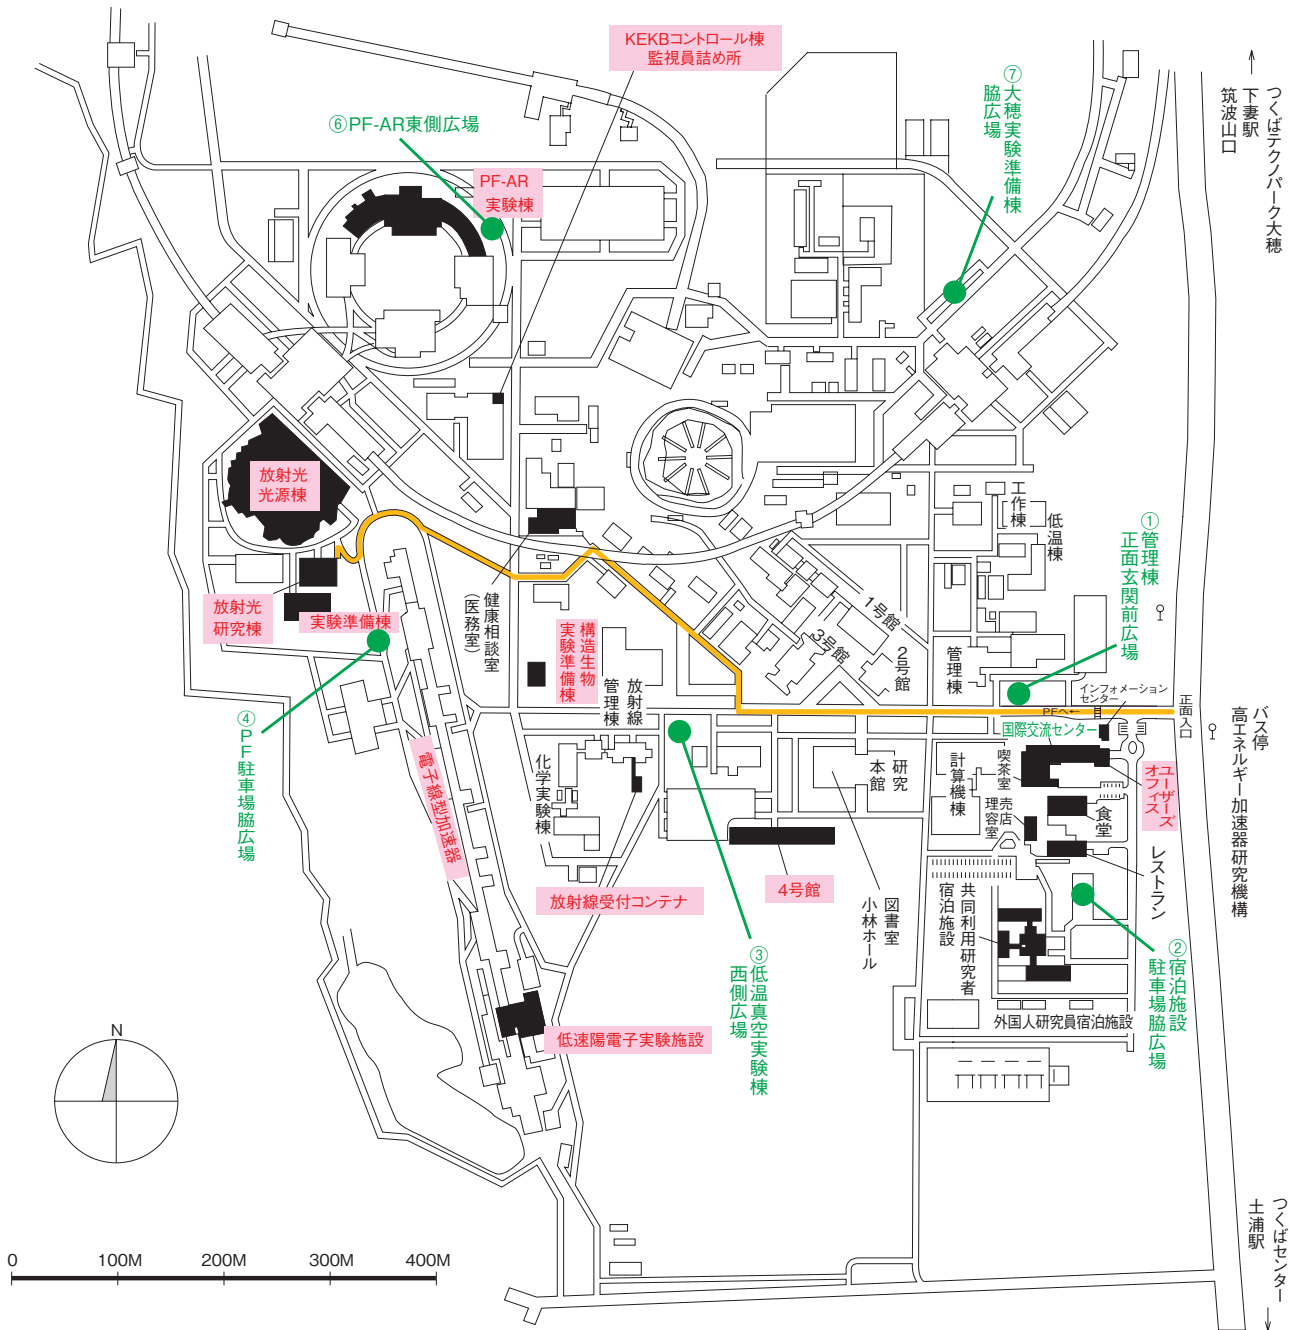 KEKBコントロール棟
監視員詰め所
⑥PF-AR東側広場
PF-AR
実験棟
⑦大穂実験準備棟
脇広場
つくばテクノパーク大穂
下妻駅
筑波山口
放射光
光源棟
放射光
研究棟
実験準備棟
健康相談室
（医務室）
構造生物
実験準備棟
放射線
管理棟
1号館
3号館
2号館
管理棟
工作棟
低温棟
①管理棟
正面玄関前広場
インフォメーション
センター
PFへ←
正面入口
バス停
高エネルギー加速器研究機構
国際交流センター
喫茶室
ユーザーズ
オフィス
売店
理容室
食堂
レストラン
計算機棟
研究
本館
図書室
小林ホール
共同利用研究者
宿泊施設
外国人研究員宿泊施設
②宿泊施設
駐車場脇広場
④PF駐車場脇広場
電子線型加速器
化学実験棟
放射線受付コンテナ
4号館
③低温真空実験棟
西側広場
低速陽電子実験施設
N
0 100M 200M 300M 400M
つくばセンター
土浦駅